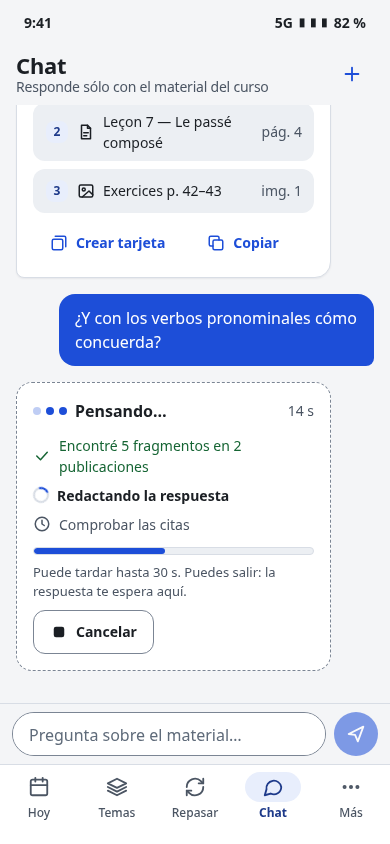 9:41
5G 82 %
Chat
Responde sólo con el material del curso
2 Leçon 7 — Le passé composé pág. 4
3 Exercices p. 42–43 img. 1
Crear tarjeta Copiar
¿Y con los verbos pronominales cómo
concuerda?
Pensando... 14 s
Encontré 5 fragmentos en 2
publicaciones
Redactando la respuesta
Comprobar las citas
Puede tardar hasta 30 s. Puedes salir: la
respuesta te espera aquí.
Cancelar
Pregunta sobre el material...
Hoy Temas Repasar Chat Más